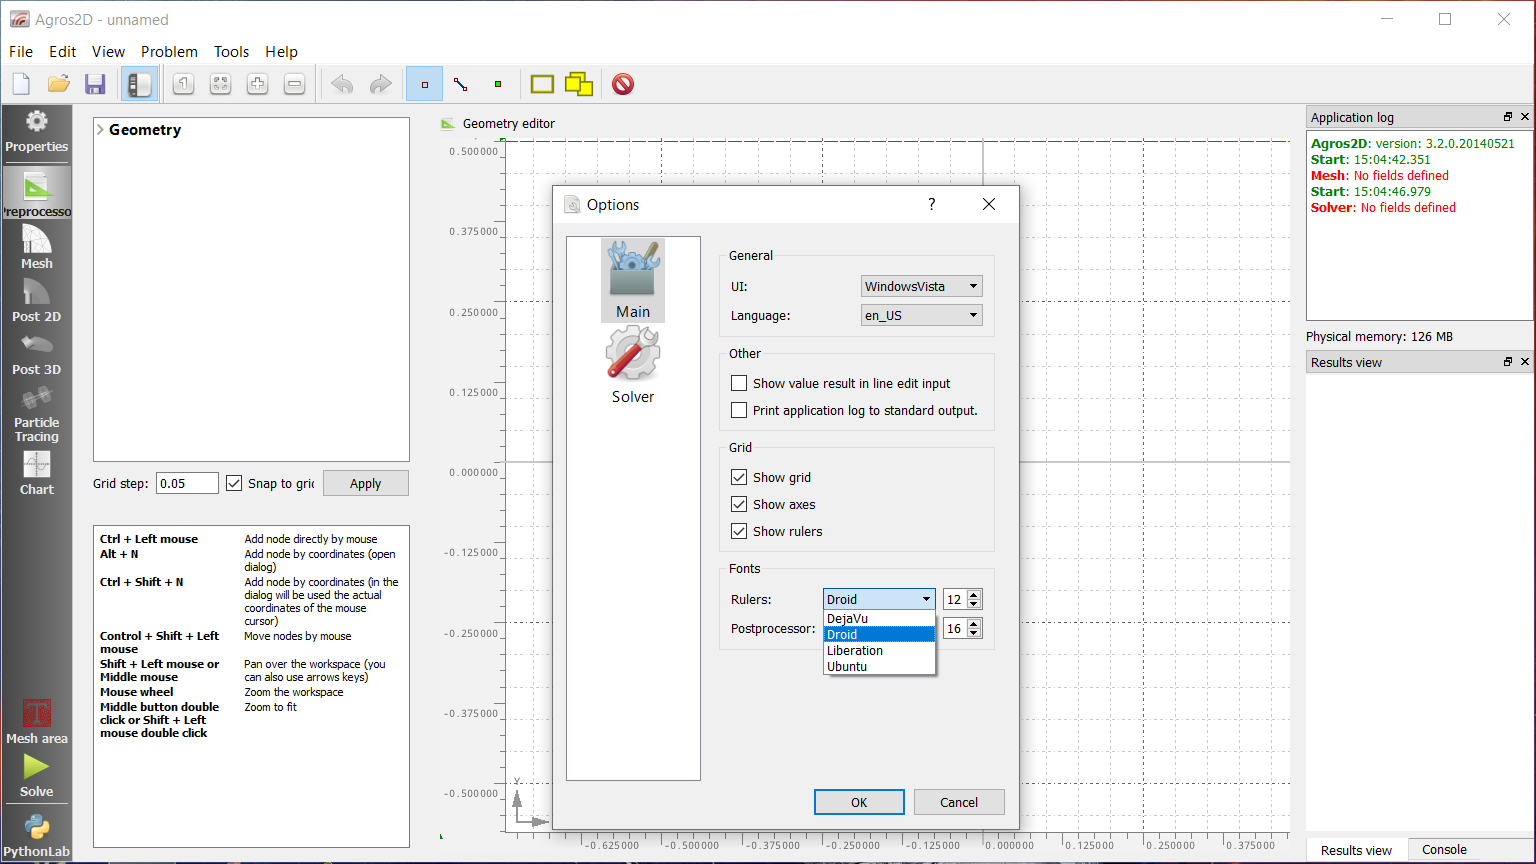 Agros2D - unnamed
File Edit View Problem Tools Help
1
Properties
Preprocesso
Mesh
Post 2D
Post 3D
Particle
Tracing
Chart
Mesh area
Solve
PythonLab
Geometry
Grid step: 0.05 Snap to gri Apply
Ctrl + Left mouse Add node directly by mouse
Alt + N Add node by coordinates (open
dialog)
Ctrl + Shift + N Add node by coordinates (in the
dialog will be used the actual
coordinates of the mouse
cursor)
Control + Shift + Left Move nodes by mouse
mouse
Shift + Left mouse or Pan over the workspace (you
Middle mouse can also use arrows keys)
Mouse wheel Zoom the workspace
Middle button double Zoom to fit
click or Shift + Left
mouse double click
Geometry editor
0.500000
0.375000
0.250000
0.125000
0.000000
-0.125000
-0.250000
-0.375000
-0.500000
Y
-0.625000 -0.500000 -0.375000 -0.250000 -0.125000 0.000000 0.125000 0.250000 0.375000
Options ?
Main
Solver
General
UI: WindowsVista
Language: en_US
Other
Show value result in line edit input
Print application log to standard output.
Grid
Show grid
Show axes
Show rulers
Fonts
Rulers: Droid 12
DejaVu
Postprocessor: Droid 16
Liberation
Ubuntu
OK Cancel
Application log
Agros2D: version: 3.2.0.20140521
Start: 15:04:42.351
Mesh: No fields defined
Start: 15:04:46.979
Solver: No fields defined
Physical memory: 126 MB
Results view
Results view Console